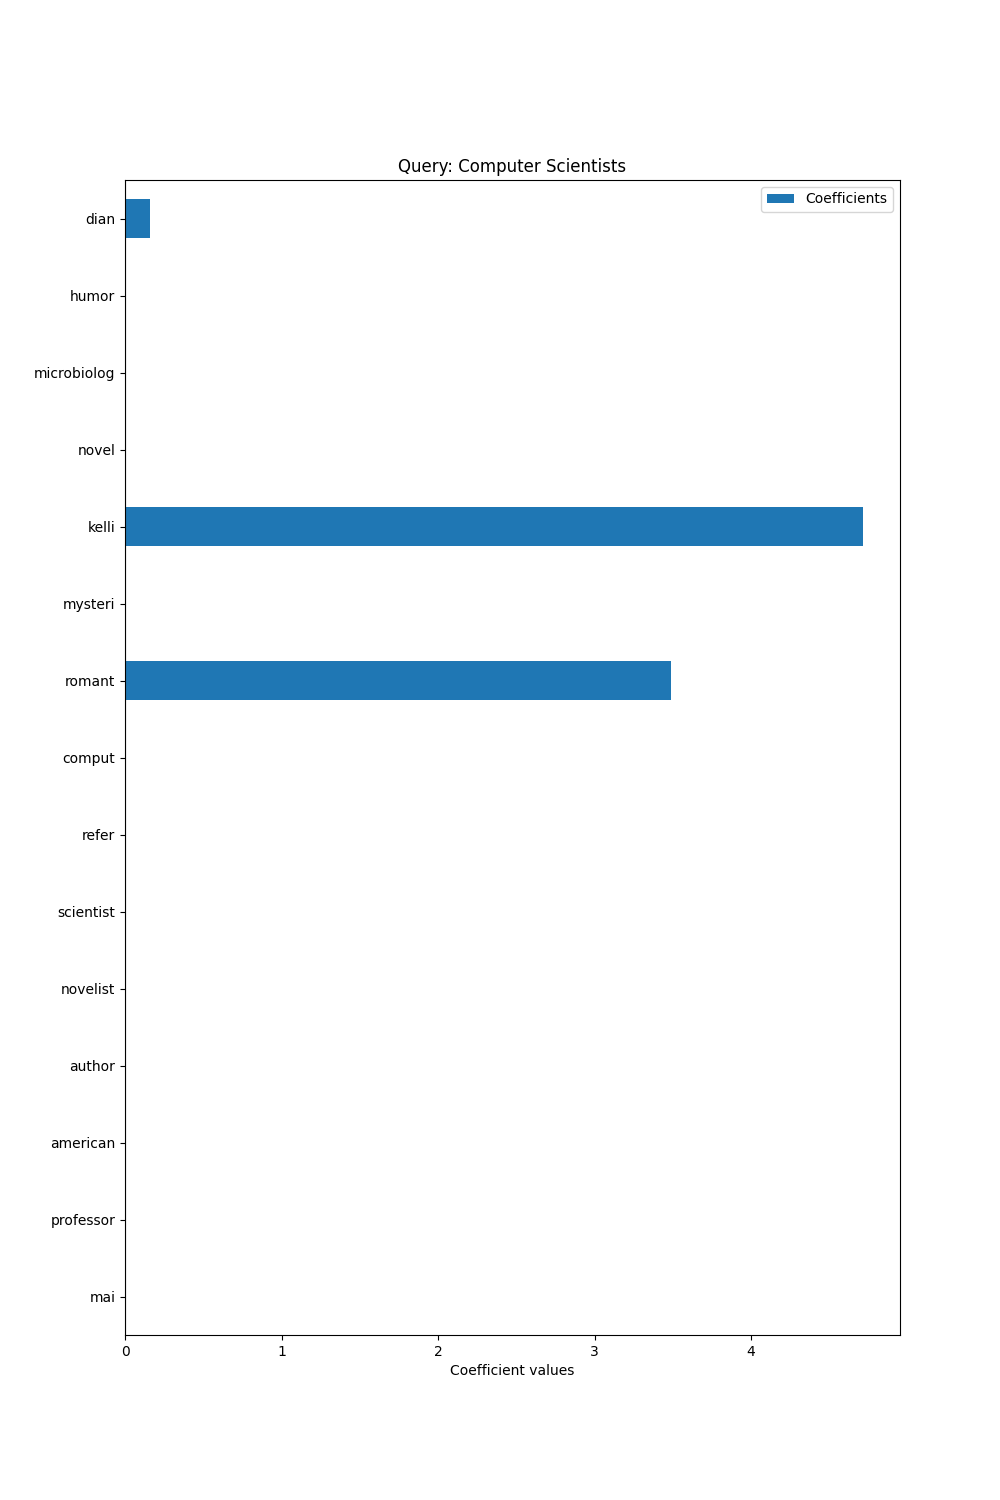 Query: Computer Scientists
Coefficients
dian
humor
microbiolog
novel
kelli
mysteri
romant
comput
refer
scientist
novelist
author
american
professor
mai
0 1 2 3 4
Coefficient values